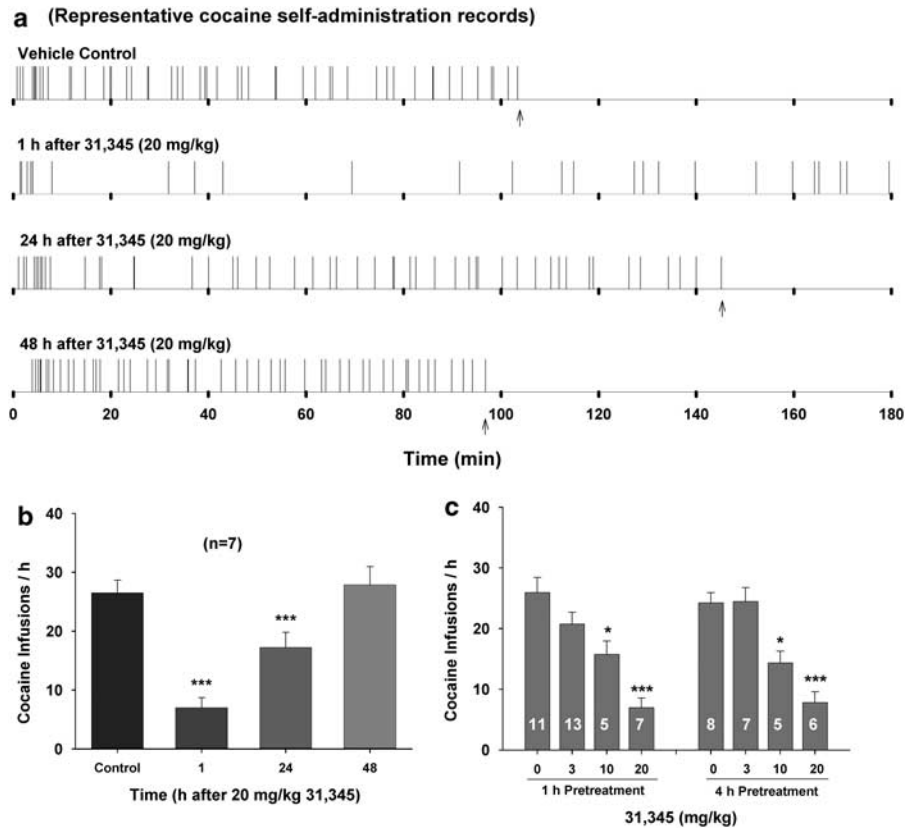 a (Representative cocaine self-administration records)
Vehicle Control
1 h after 31,345 (20 mg/kg)
24 h after 31,345 (20 mg/kg)
48 h after 31,345 (20 mg/kg)
0 20 40 60 80 100 120 140 160 180
Time (min)
b
(n=7)
Cocaine Infusions / h
40
30
20
10
0
*** ***
Control 1 24 48
Time (h after 20 mg/kg 31,345)
c
Cocaine Infusions / h
40
30
20
10
0
* *** * ***
11 13 5 7 8 7 5 6
0 3 10 20 0 3 10 20
1 h Pretreatment 4 h Pretreatment
31,345 (mg/kg)